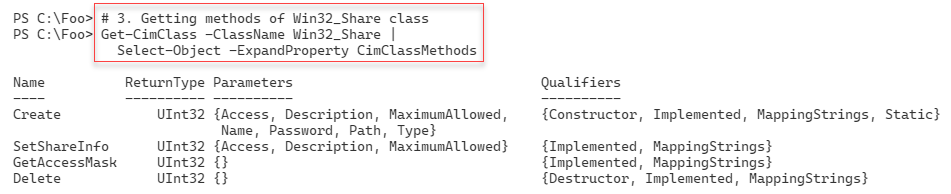 PS C:\Foo> # 3. Getting methods of Win32_Share class
PS C:\Foo> Get-CimClass -ClassName Win32_Share |
Select-Object -ExpandProperty CimClassMethods
Name ReturnType Parameters Qualifiers
---- ---------- ---------- ----------
Create UInt32 {Access, Description, MaximumAllowed, {Constructor, Implemented, MappingStrings, Static}
Name, Password, Path, Type}
SetShareInfo UInt32 {Access, Description, MaximumAllowed} {Implemented, MappingStrings}
GetAccessMask UInt32 {} {Implemented, MappingStrings}
Delete UInt32 {} {Destructor, Implemented, MappingStrings}